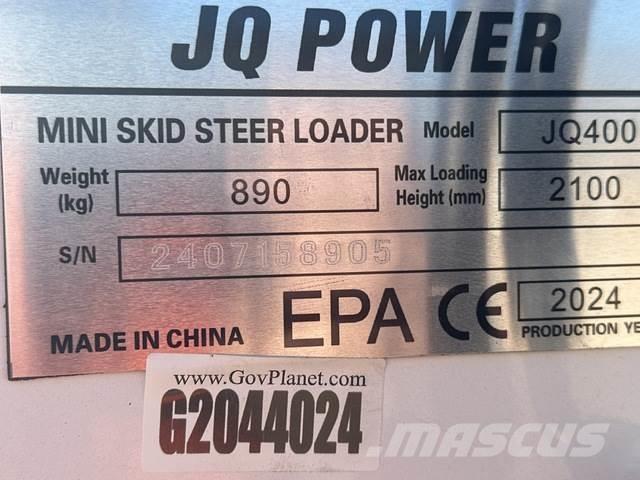 JQ POWER
MINI SKID STEER LOADER Model JQ400
Weight (kg) 890 Max Loading Height (mm) 2100
S/N 2407158905
MADE IN CHINA EPA CE 2024
PRODUCTION YE
www.GovPlanet.com
G2044024
MASCUS